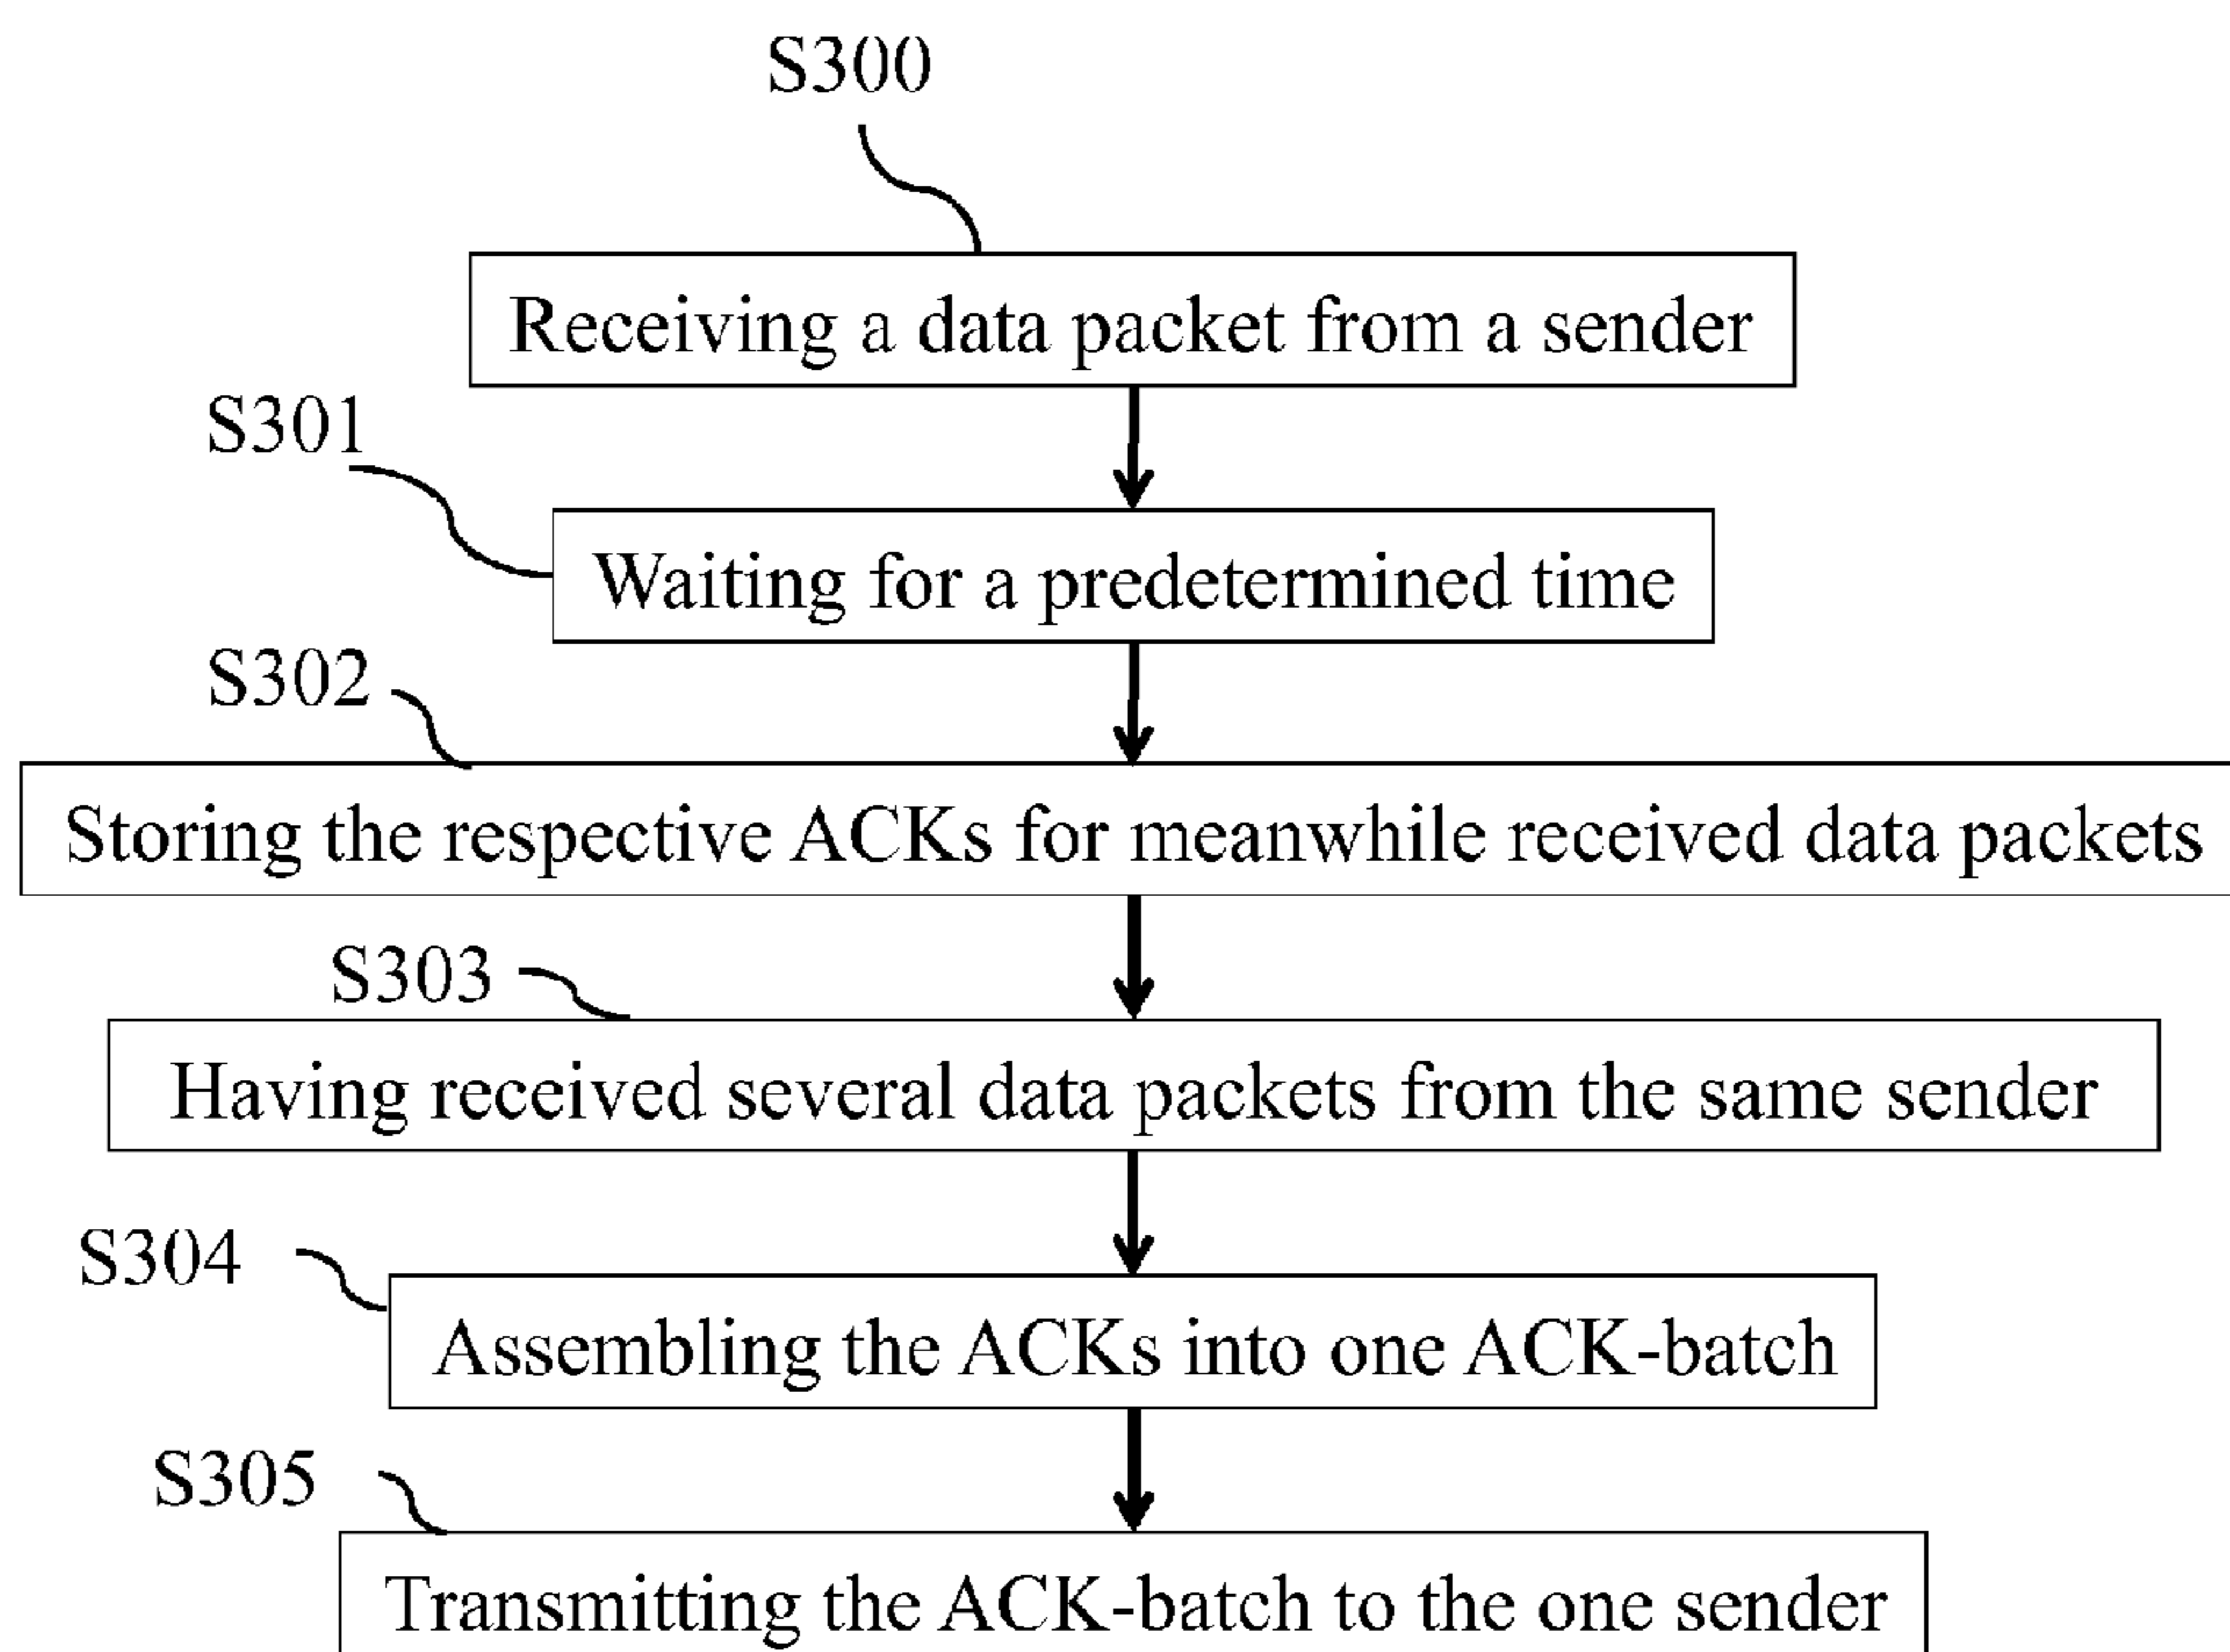 S300
Receiving a data packet from a sender
S301
Waiting for a predetermined time
S302
Storing the respective ACKs for meanwhile received data packets
S303
Having received several data packets from the same sender
S304
Assembling the ACKs into one ACK-batch
S305
Transmitting the ACK-batch to the one sender